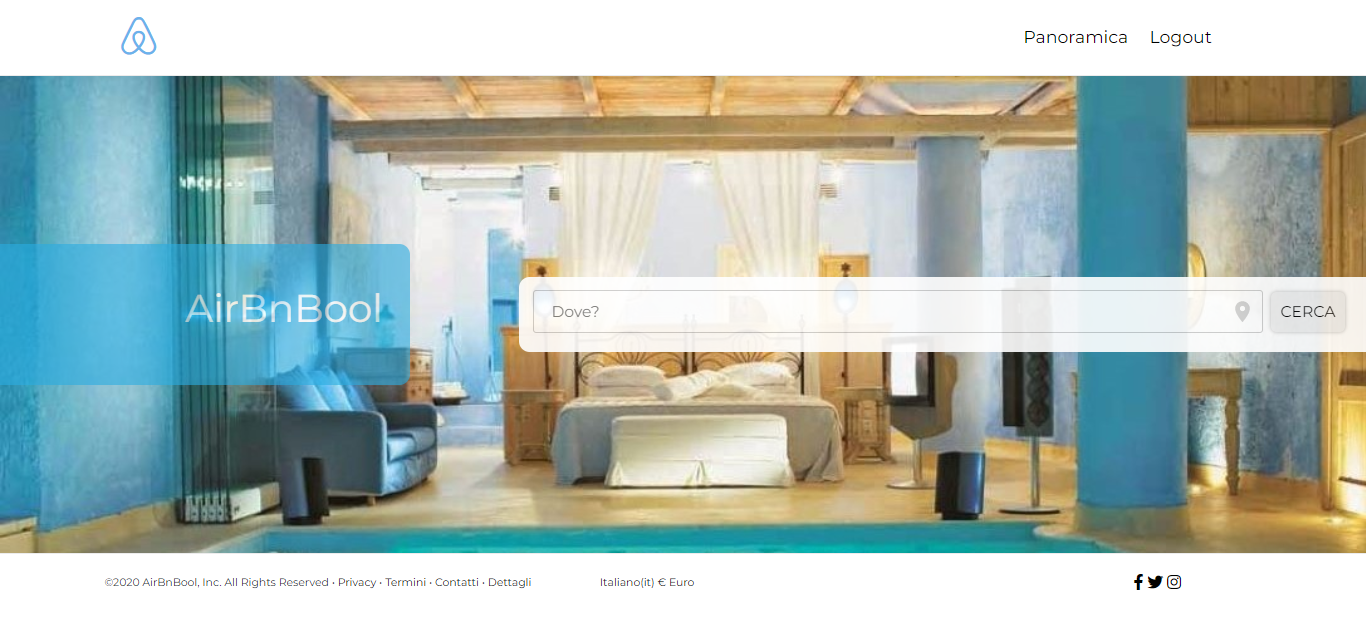 Panoramica Logout
AirBnBool
Dove? CERCA
©2020 AirBnBool, Inc. All Rights Reserved · Privacy · Termini · Contatti · Dettagli Italiano(it) € Euro